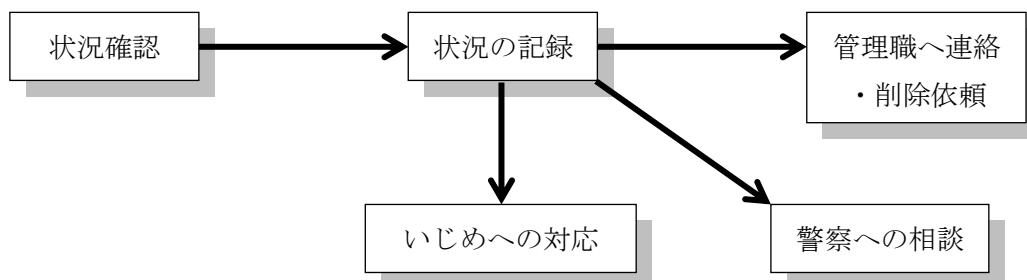 状況確認
状況の記録
管理職へ連絡
・削除依頼
いじめへの対応
警察への相談